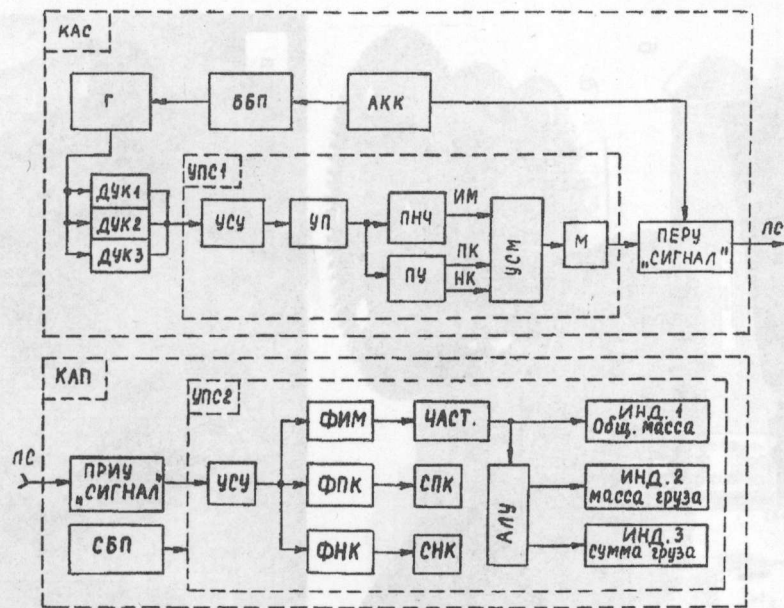 КАС
Г
ББП
АКК
УПС1
ДУК1
ДУК2
ДУК3
УСУ
УП
ПНЧ
ИМ
ПУ
ПК
НК
УСМ
М
ПЕРУ
„СИГНАЛ"
ЛС
КАП
УПС2
ЛС
ПРИУ
„СИГНАЛ"
УСУ
СБП
ФИМ
ЧАСТ.
ФПК
СПК
ФНК
СНК
АЛУ
ИНД. 1
Общ. масса
ИНД. 2
масса груза
ИНД. 3
сумма груза